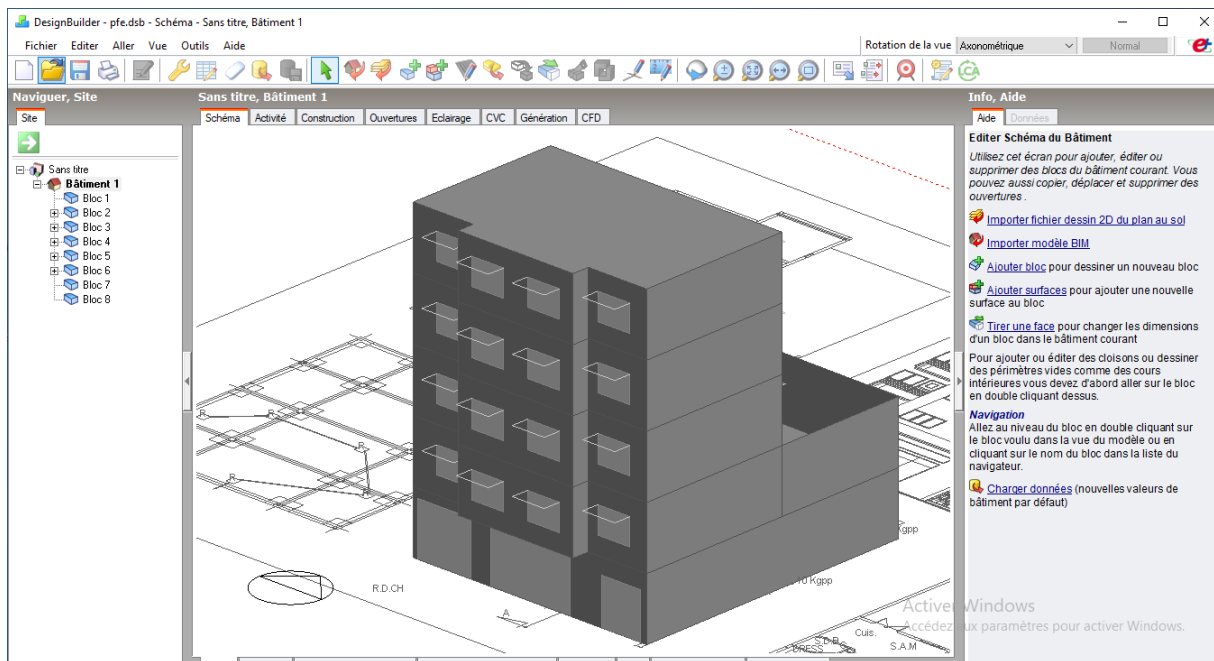 DesignBuilder - pfe.dsb - Schéma - Sans titre, Bâtiment 1
Fichier Editer Aller Vue Outils Aide
Rotation de la vue Axonométrique Normal
Naviguer, Site
Site
Sans titre
Bâtiment 1
Bloc 1
Bloc 2
Bloc 3
Bloc 4
Bloc 5
Bloc 6
Bloc 7
Bloc 8
Sans titre, Bâtiment 1
Schéma Activité Construction Ouvertures Eclairage CVC Génération CFD
R.D.CH
A
Kgpp
10 Kgpp
Cuis.
S.D.B
DRESS
S.A.M
Info, Aide
Aide Données
Editer Schéma du Bâtiment
Utilisez cet écran pour ajouter, éditer ou
supprimer des blocs du bâtiment courant. Vous
pouvez aussi copier, déplacer et supprimer des
ouvertures .
Importer fichier dessin 2D du plan au sol
Importer modèle BIM
Ajouter bloc pour dessiner un nouveau bloc
Ajouter surfaces pour ajouter une nouvelle
surface au bloc
Tirer une face pour changer les dimensions
d'un bloc dans le bâtiment courant
Pour ajouter ou éditer des cloisons ou dessiner
des périmètres vides comme des cours
intérieures vous devez d'abord aller sur le bloc
en double cliquant dessus.
Navigation
Allez au niveau du bloc en double cliquant sur
le bloc voulu dans la vue du modèle ou en
cliquant sur le nom du bloc dans la liste du
navigateur.
Charger données (nouvelles valeurs de
bâtiment par défaut)
Activer Windows
Accédez aux paramètres pour activer Windows.